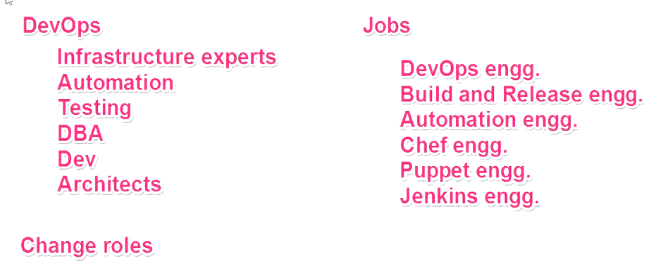 DevOps
Infrastructure experts
Automation
Testing
DBA
Dev
Architects
Change roles
Jobs
DevOps engg.
Build and Release engg.
Automation engg.
Chef engg.
Puppet engg.
Jenkins engg.